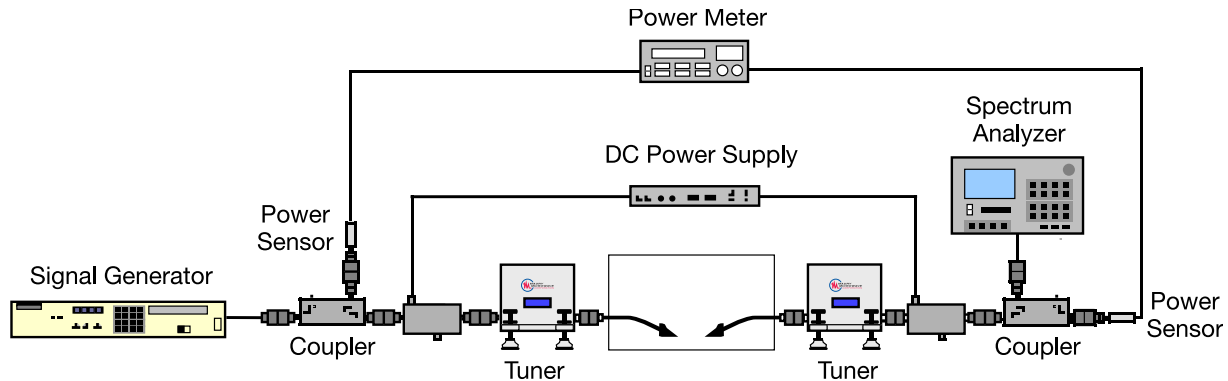 Power Meter
Spectrum
Analyzer
DC Power Supply
Power
Sensor
Signal Generator
Power
Sensor
Coupler
Tuner
Tuner
Coupler